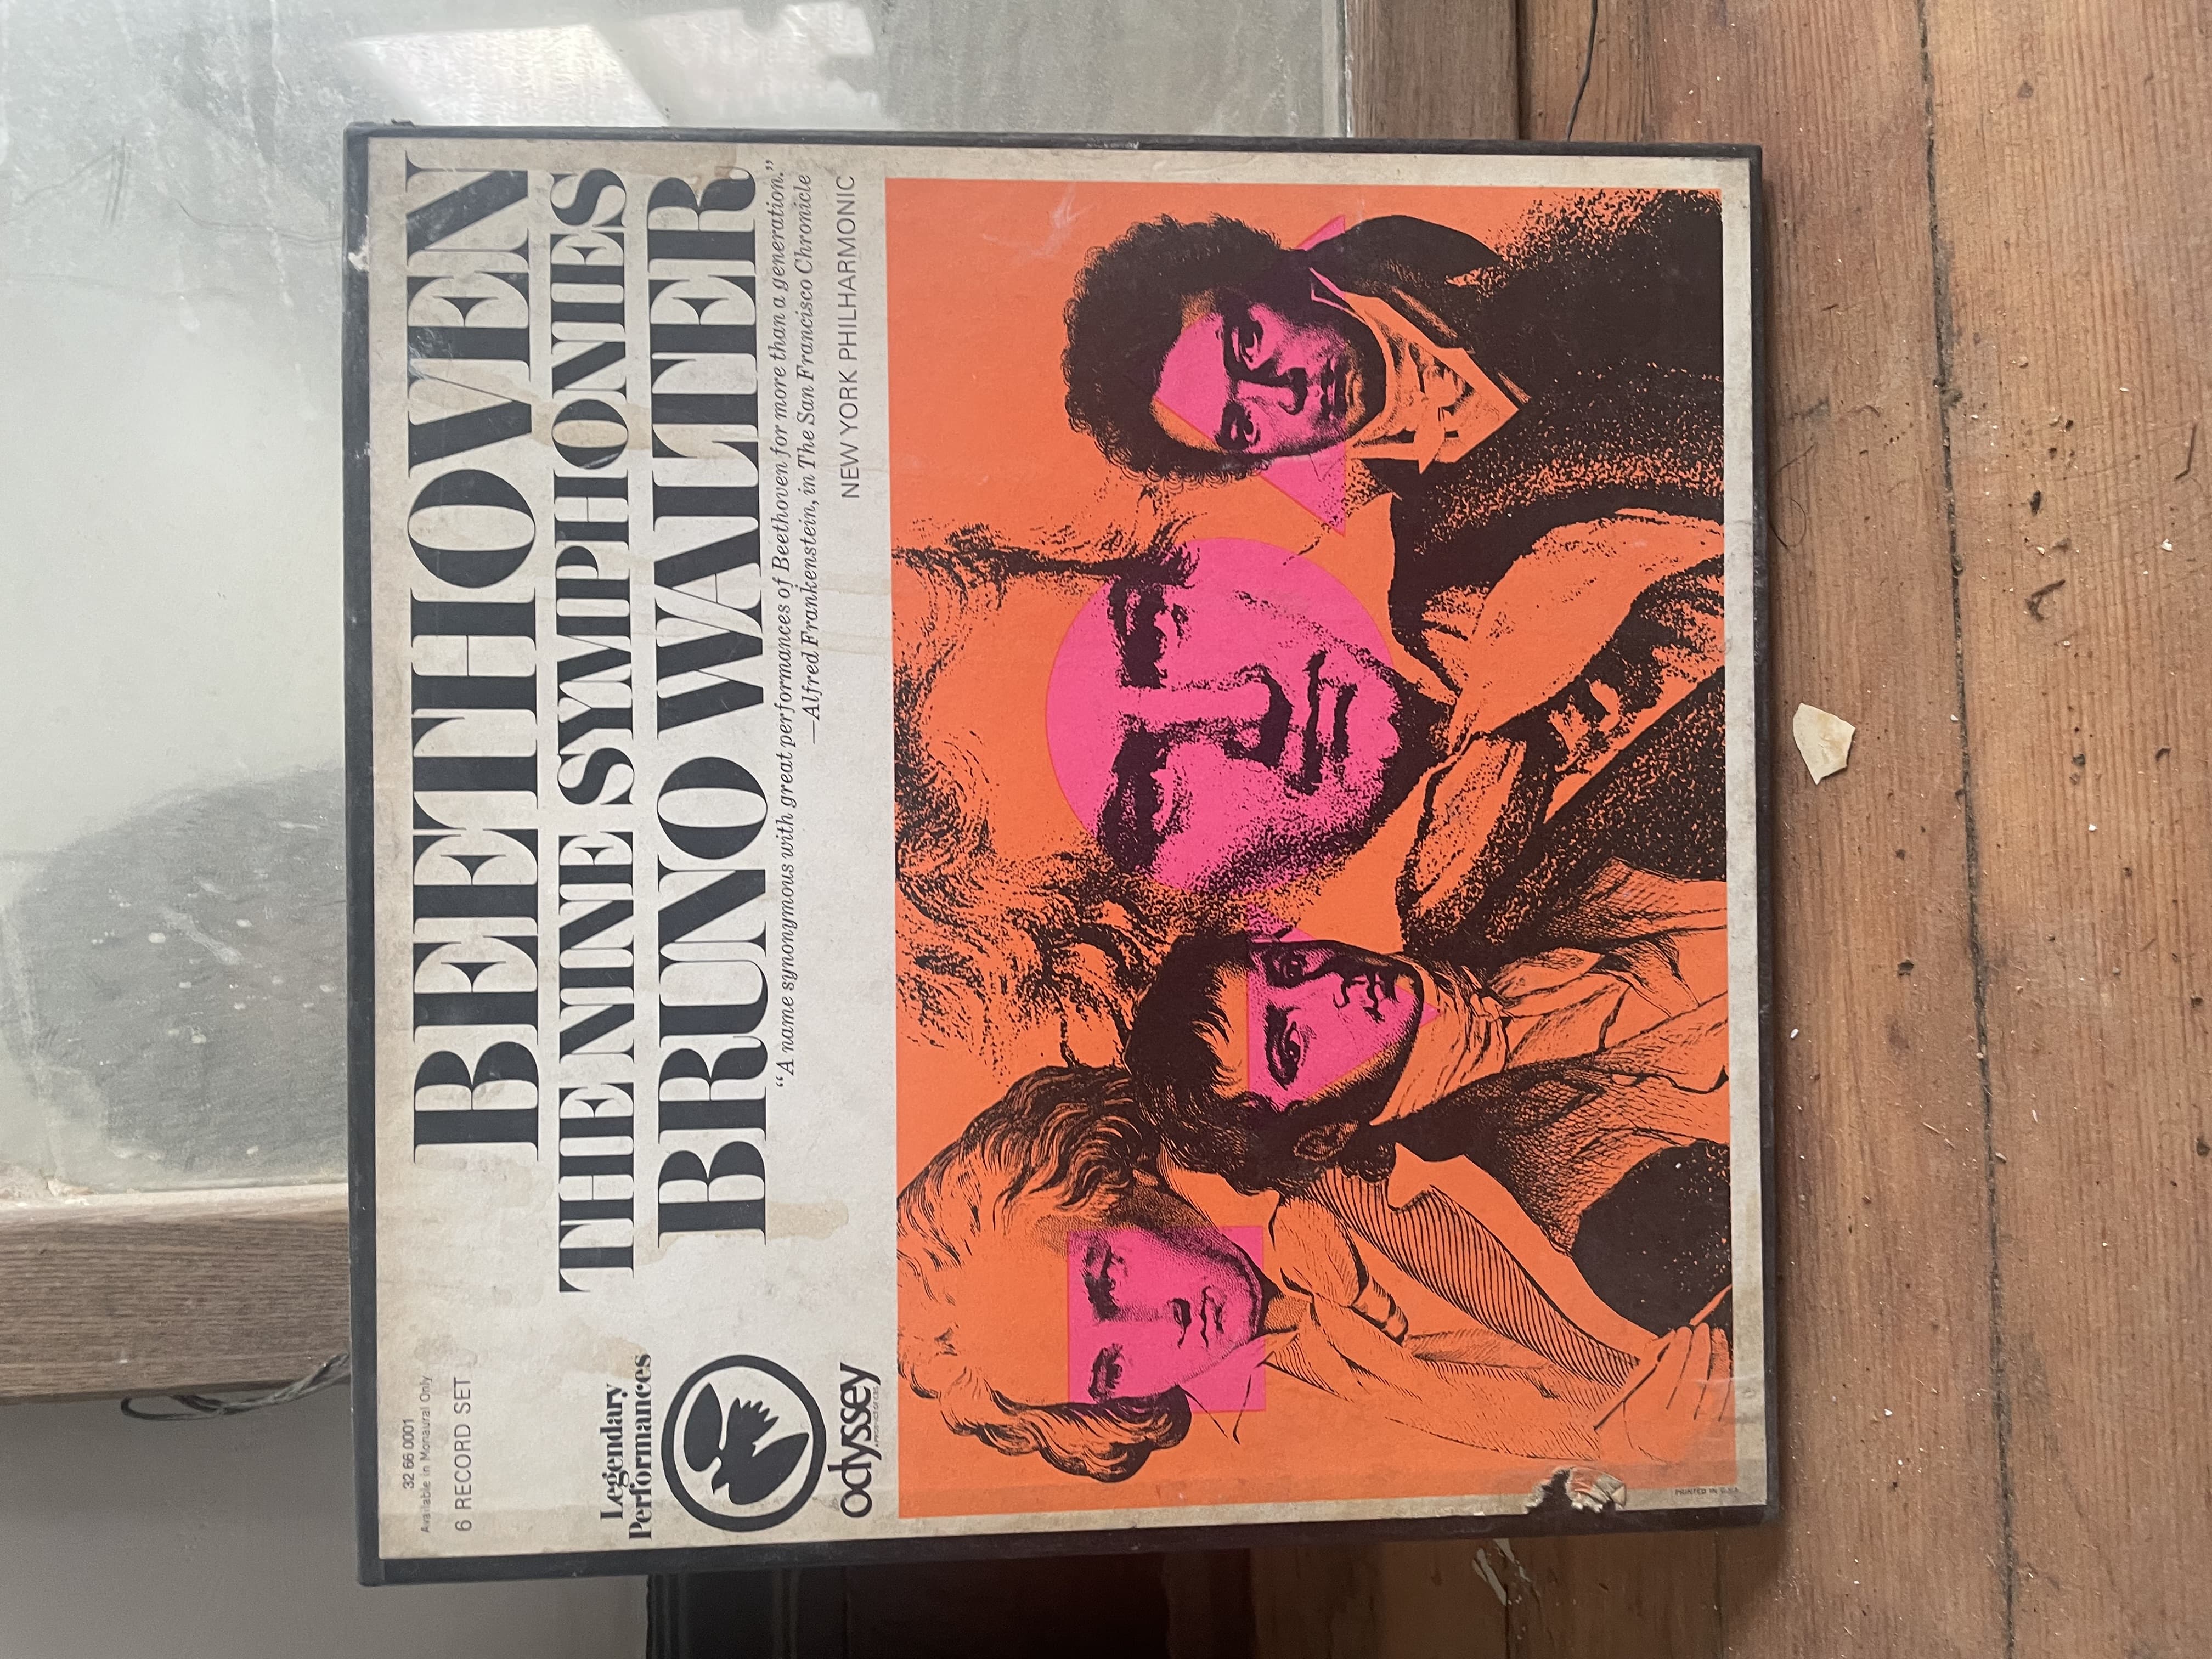 32 66 0001
Available in Monaural Only
6 RECORD SET
BEETHOVEN
THE NINE SYMPHONIES
BRUNO WALTER
"A name synonymous with great performances of Beethoven for more than a generation."
—Alfred Frankenstein, in The San Francisco Chronicle
NEW YORK PHILHARMONIC
Legendary
Performances
Odyssey
PRINTED IN U.S.A.